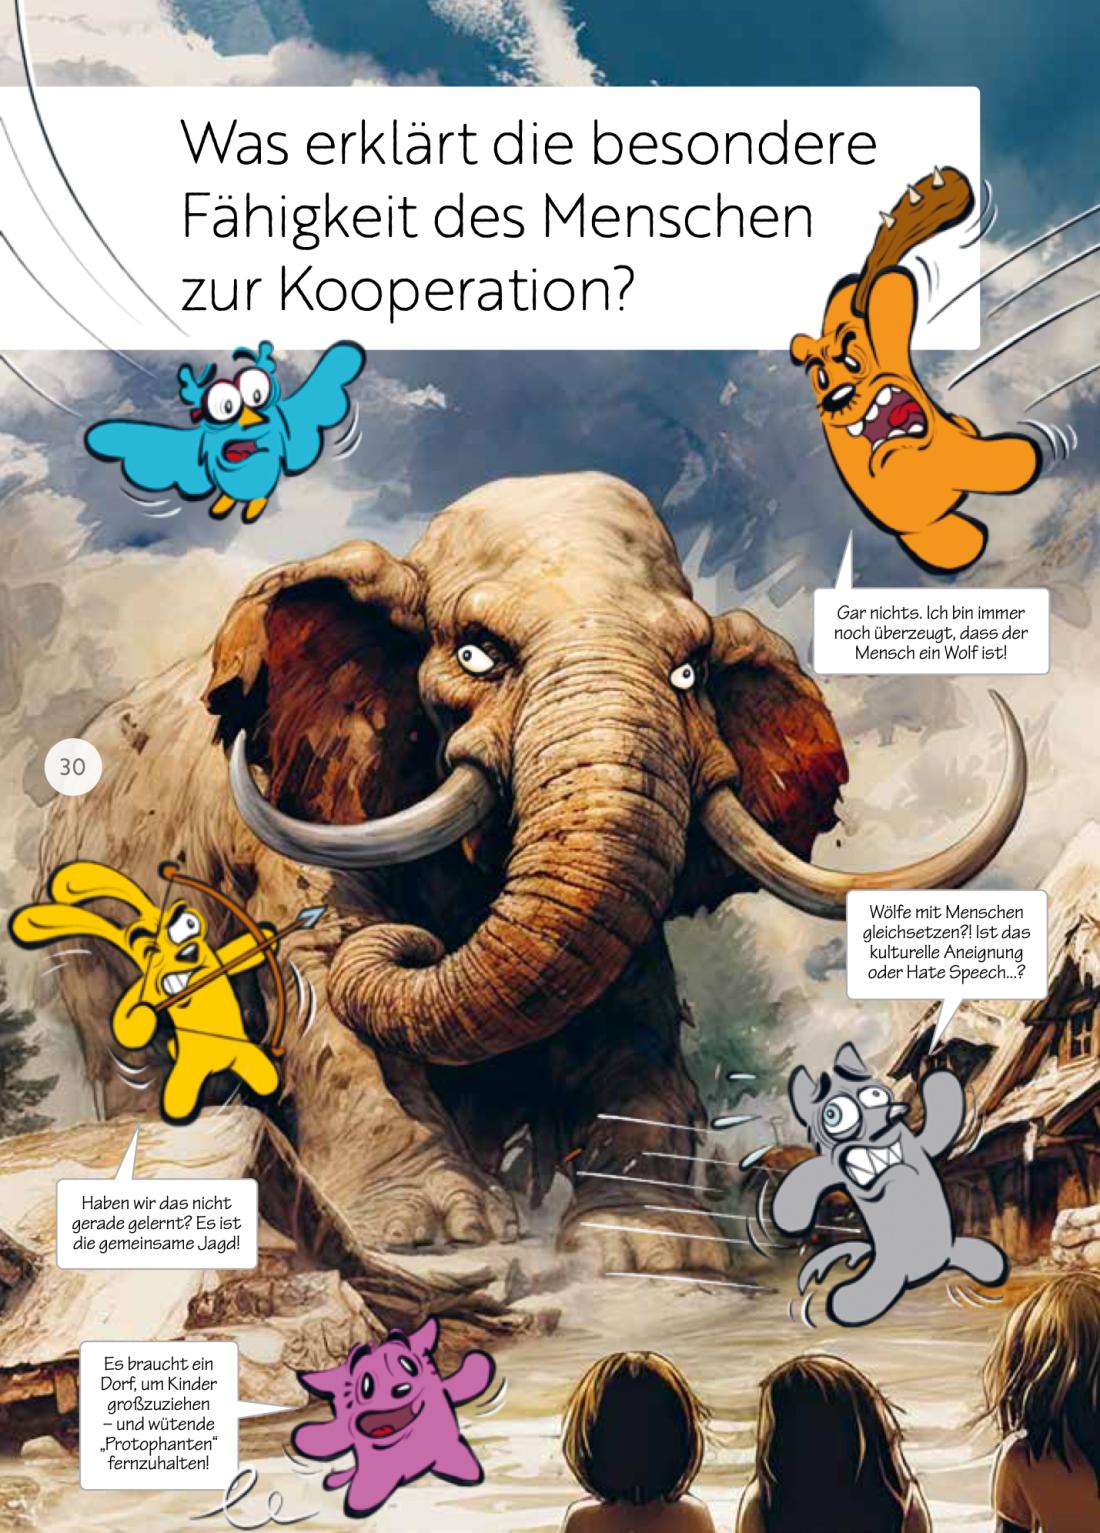 Was erklärt die besondere
Fähigkeit des Menschen
zur Kooperation?
Gar nichts. Ich bin immer
noch überzeugt, dass der
Mensch ein Wolf ist!
30
Wölfe mit Menschen
gleichsetzen?! Ist das
kulturelle Aneignung
oder Hate Speech...?
Haben wir das nicht
gerade gelernt? Es ist
die gemeinsame Jagd!
Es braucht ein
Dorf, um Kinder
großzuziehen
– und wütende
„Protophanten“
fernzuhalten!